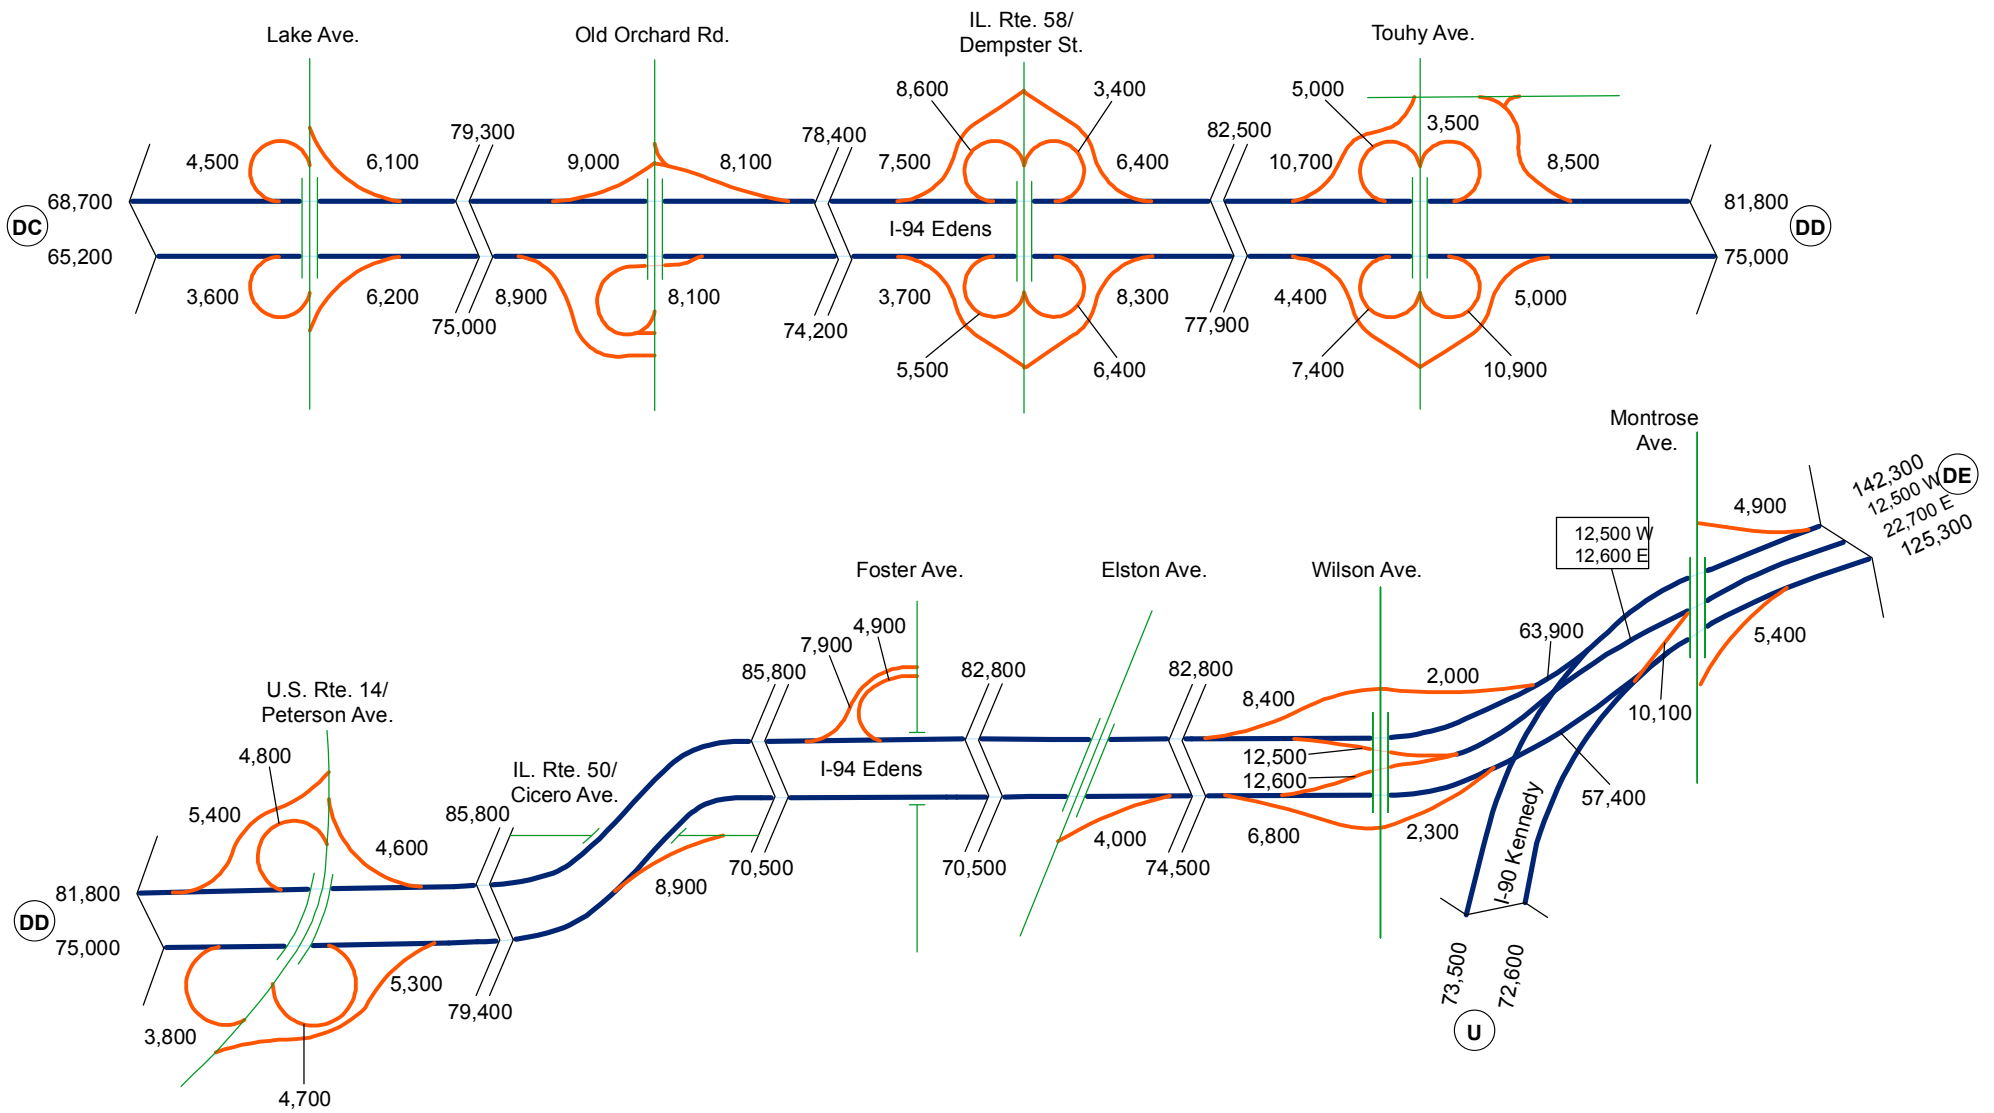 Lake Ave.
Old Orchard Rd.
IL. Rte. 58/
Dempster St.
Touhy Ave.
8,600
3,400
5,000
3,500
79,300
78,400
82,500
4,500
6,100
9,000
8,100
7,500
6,400
10,700
8,500
68,700
81,800
DC
I-94 Edens
DD
65,200
75,000
3,600
6,200
8,900
8,100
3,700
8,300
4,400
5,000
75,000
74,200
77,900
5,500
6,400
7,400
10,900
Montrose
Ave.
142,300
12,500 W
22,700 E
125,300
DE
4,900
12,500 W
12,600 E
Foster Ave.
Elston Ave.
Wilson Ave.
4,900
7,900
63,900
5,400
85,800
82,800
82,800
2,000
U.S. Rte. 14/
Peterson Ave.
8,400
10,100
4,800
12,500
12,600
IL. Rte. 50/
Cicero Ave.
I-94 Edens
57,400
5,400
85,800
4,000
6,800
2,300
4,600
70,500
70,500
74,500
I-90 Kennedy
81,800
8,900
DD
75,000
5,300
79,400
73,500
72,600
3,800
U
4,700